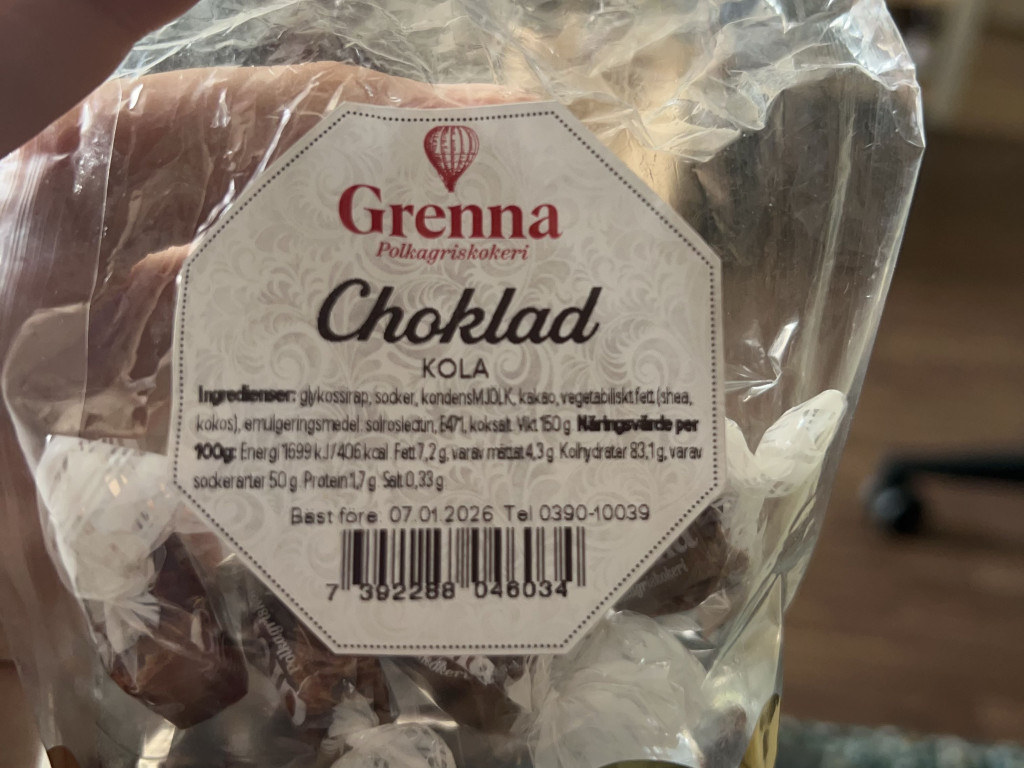 Grenna
Polkagriskokeri
Choklad
KOLA
Ingredienser: glykossirap, socker, kondensMJÖLK, kakao, vegetabiliskt fett (shea,
kokos), emulgeringsmedel: solroslecitin, E471, koksalt. Vikt 150 g. Näringsvärde per
100g: Energi 1699 kJ/406 kcal Fett 7,2 g, varav mättat 4,3 g Kolhydrater 83,1 g, varav
sockerarter 50 g Protein 1,7 g Salt 0,33 g
Bäst före: 07.01.2026 Tel 0390-10039
7 392288 046034